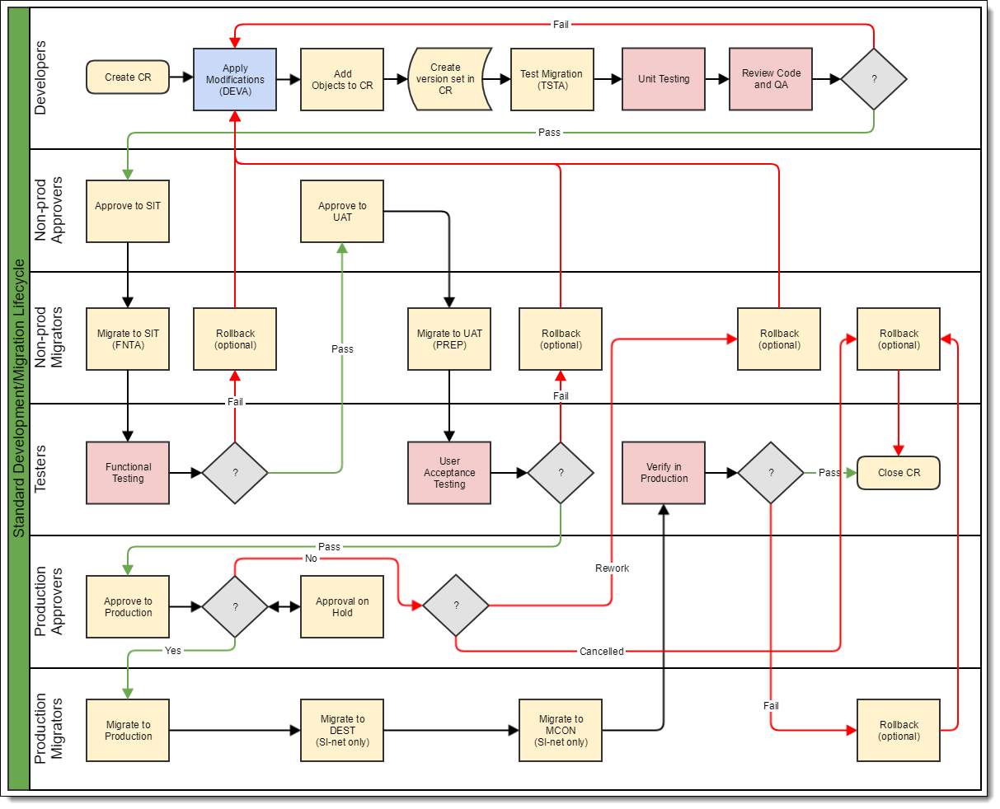 Standard Development/Migration Lifecycle
Developers
Fail
Create CR
Apply
Modifications
(DEVA)
Add
Objects to CR
Create
version set in
CR
Test Migration
(TSTA)
Unit Testing
Review Code
and QA
?
Pass
Non-prod
Approvers
Approve to SIT
Approve to
UAT
Non-prod
Migrators
Migrate to SIT
(FNTA)
Rollback
(optional)
Pass
Migrate to UAT
(PREP)
Rollback
(optional)
Rollback
(optional)
Rollback
(optional)
Fail
Fail
Testers
Functional
Testing
?
User
Acceptance
Testing
?
Verify in
Production
?
Pass
Close CR
Production
Approvers
Pass
No
Rework
Approve to
Production
?
Approval on
Hold
?
Yes
Cancelled
Production
Migrators
Migrate to
Production
Migrate to
DEST
(SI-net only)
Migrate to
MCON
(SI-net only)
Fail
Rollback
(optional)